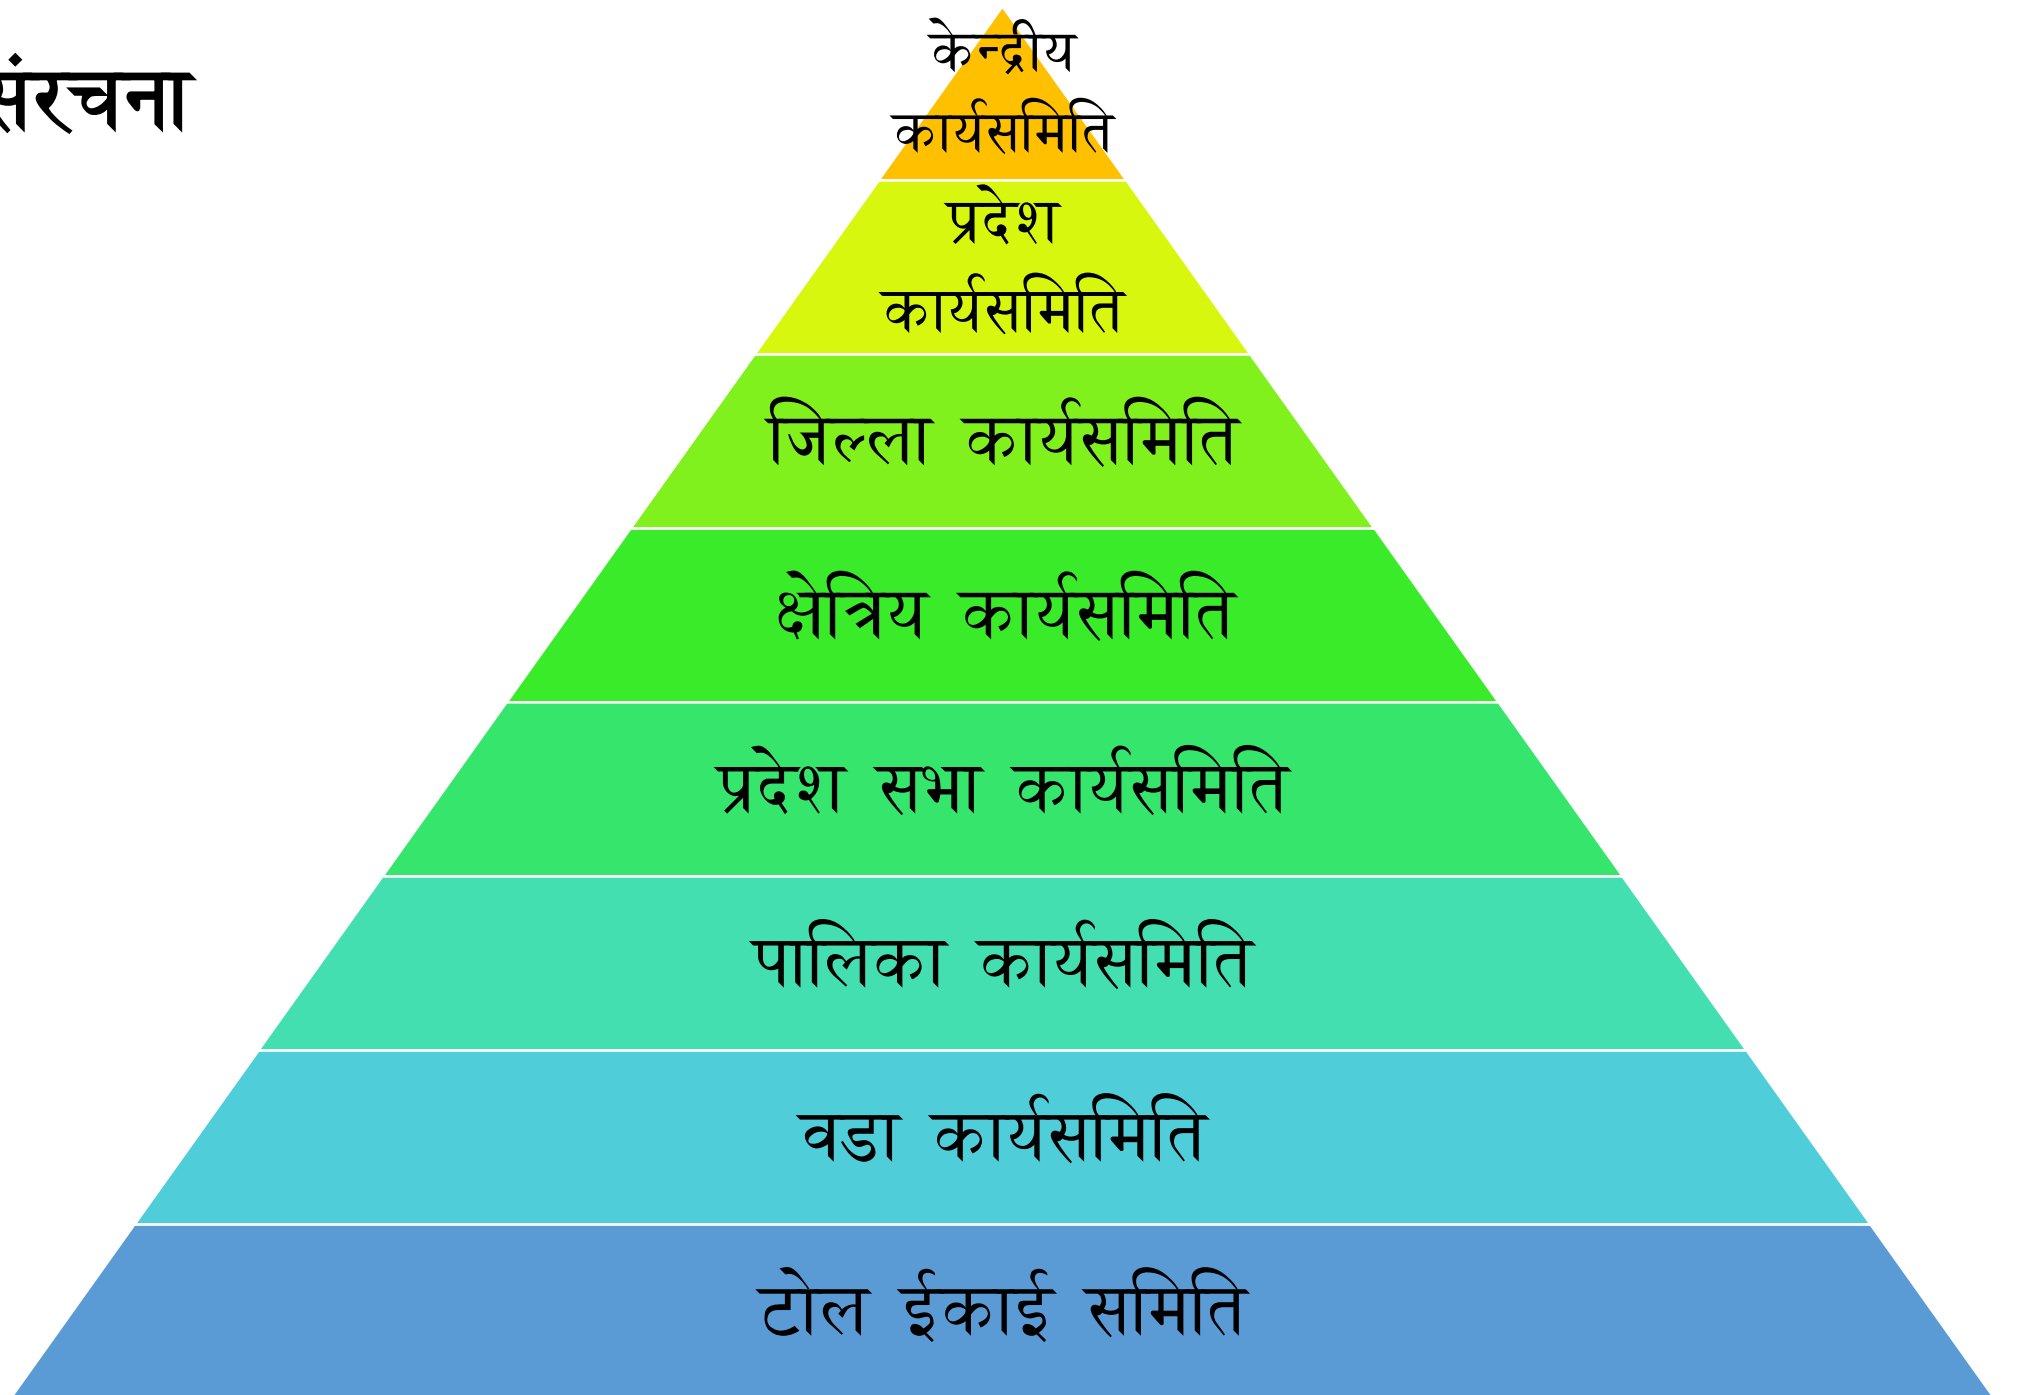 संरचना
केन्द्रीय
कार्यसमिति
प्रदेश
कार्यसमिति
जिल्ला कार्यसमिति
क्षेत्रिय कार्यसमिति
प्रदेश सभा कार्यसमिति
पालिका कार्यसमिति
वडा कार्यसमिति
टोल ईकाई समिति